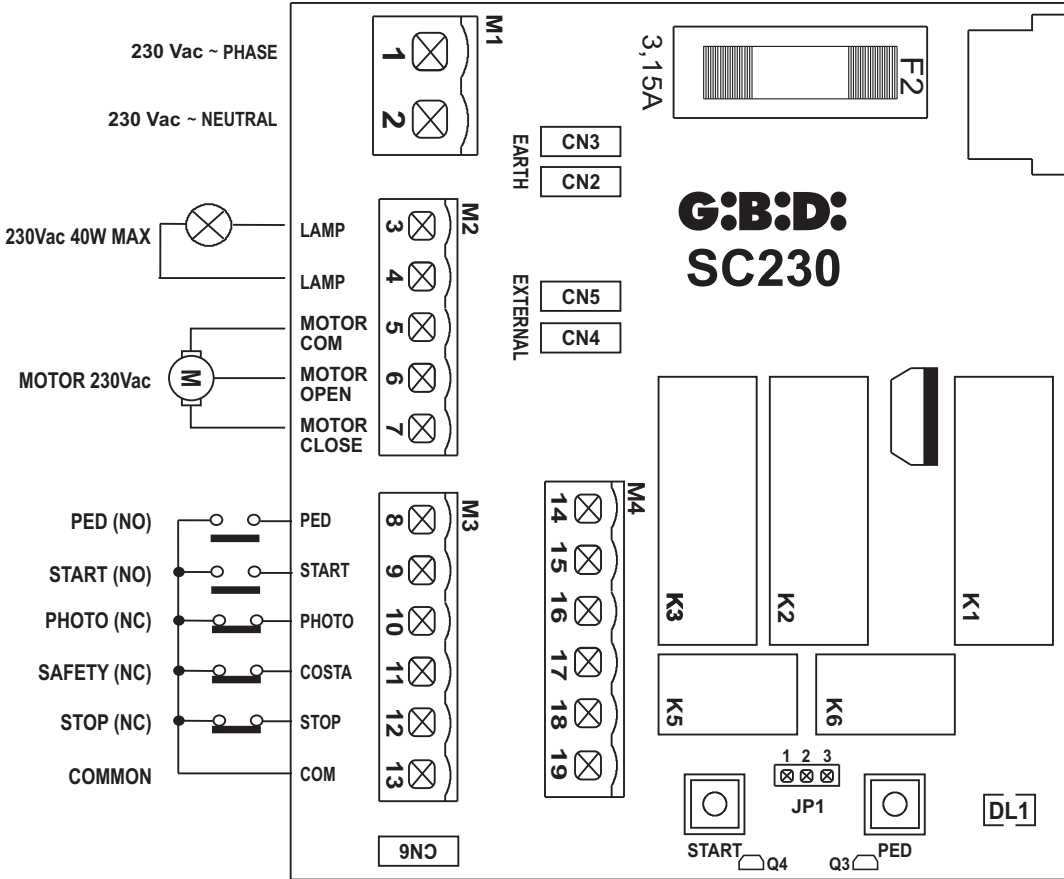 230 Vac ~ PHASE
230 Vac ~ NEUTRAL
230Vac 40W MAX
MOTOR 230Vac
M
PED (NO)
START (NO)
PHOTO (NC)
SAFETY (NC)
STOP (NC)
COMMON
LAMP
LAMP
MOTOR
COM
MOTOR
OPEN
MOTOR
CLOSE
PED
START
PHOTO
COSTA
STOP
COM
M1
1
2
M2
3
4
5
6
7
M3
8
9
10
11
12
13
CN6
EARTH
CN3
CN2
EXTERNAL
CN5
CN4
M4
14
15
16
17
18
19
3,15A
F2
G:B:D:
SC230
K3
K2
K1
K5
K6
1 2 3
JP1
START
PED
Q4
Q3
DL1